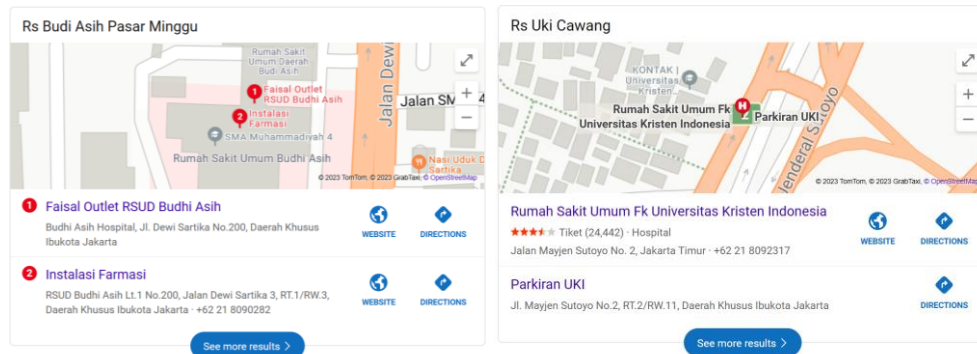 Rs Budi Asih Pasar Minggu
Rumah Sakit
Umum Daerah
Budi Asih
Faisal Outlet
RSUD Budhi Asih
Instalasi
Farmasi
SMA Muhammadiyah 4
Rumah Sakit Umum Budhi Asih
Jalan Dewi
Jalan SM
4
Nasi Uduk D
Sartika
© 2023 TomTom, © 2023 GrabTaxi, © OpenStreetMap
1 Faisal Outlet RSUD Budhi Asih
Budhi Asih Hospital, Jl. Dewi Sartika No.200, Daerah Khusus
Ibukota Jakarta
WEBSITE
DIRECTIONS
2 Instalasi Farmasi
RSUD Budhi Asih Lt.1 No.200, Jalan Dewi Sartika 3, RT.1/RW.3,
Daerah Khusus Ibukota Jakarta · +62 21 8090282
WEBSITE
DIRECTIONS
See more results >
Rs Uki Cawang
KONTAK |
Universitas
Kristen...
Rumah Sakit Umum Fk
Universitas Kristen Indonesia
H
Parkiran UKI
Jenderal Sutoyo
© 2023 TomTom, © 2023 GrabTaxi, © OpenStreetMap
Rumah Sakit Umum Fk Universitas Kristen Indonesia
Tiket (24,442) · Hospital
Jalan Mayjen Sutoyo No. 2, Jakarta Timur · +62 21 8092317
WEBSITE
DIRECTIONS
Parkiran UKI
Jl. Mayjen Sutoyo No.2, RT.2/RW.11, Daerah Khusus Ibukota Jakarta
DIRECTIONS
See more results >